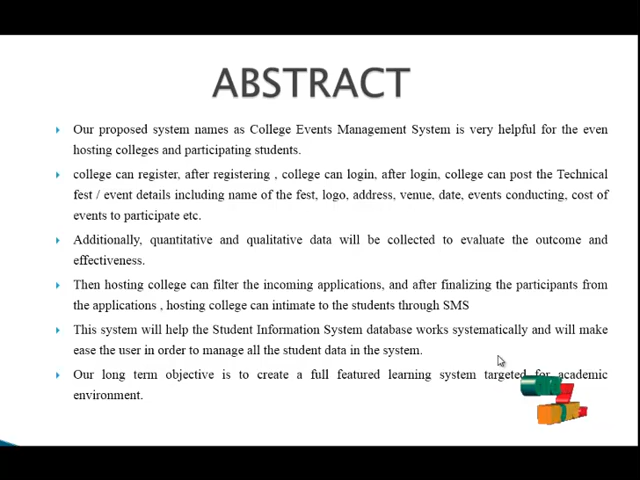 ABSTRACT
Our proposed system names as College Events Management System is very helpful for the even
hosting colleges and participating students.
college can register, after registering , college can login, after login, college can post the Technical
fest / event details including name of the fest, logo, address, venue, date, events conducting, cost of
events to participate etc.
Additionally, quantitative and qualitative data will be collected to evaluate the outcome and
effectiveness.
Then hosting college can filter the incoming applications, and after finalizing the participants from
the applications , hosting college can intimate to the students through SMS
This system will help the Student Information System database works systematically and will make
ease the user in order to manage all the student data in the system.
Our long term objective is to create a full featured learning system targeted for academic
environment.